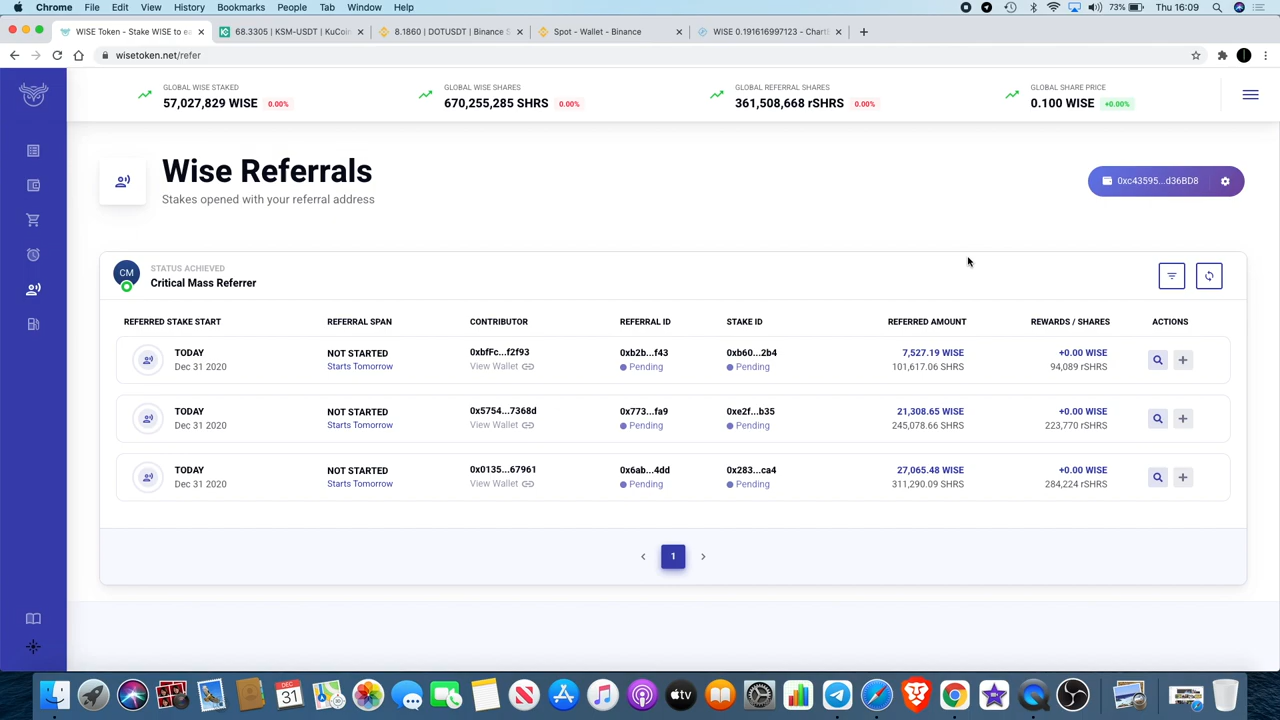 Chrome File Edit View History Bookmarks People Tab Window Help 73% Thu 16:09
WISE Token - Stake WISE to ea 68.3305 | KSM-USDT | KuCoin 8.1860 | DOTUSDT | Binance S Spot - Wallet - Binance WISE 0.191616997123 - Charti
wisetoken.net/refer
GLOBAL WISE STAKED
57,027,829 WISE 0.00%
GLOBAL WISE SHARES
670,255,285 SHRS 0.00%
GLOBAL REFERRAL SHARES
361,508,668 rSHRS 0.00%
GLOBAL SHARE PRICE
0.100 WISE +0.00%
Wise Referrals
Stakes opened with your referral address
0xc43595...d36BD8
CM
STATUS ACHIEVED
Critical Mass Referrer
REFERRED STAKE START REFERRAL SPAN CONTRIBUTOR REFERRAL ID STAKE ID REFERRED AMOUNT REWARDS / SHARES ACTIONS
TODAY NOT STARTED 0xbfFc...f2f93 0xb2b...f43 0xb60...2b4 7,527.19 WISE +0.00 WISE
Dec 31 2020 Starts Tomorrow View Wallet Pending Pending 101,617.06 SHRS 94,089 rSHRS
TODAY NOT STARTED 0x5754...7368d 0x773...fa9 0xe2f...b35 21,308.65 WISE +0.00 WISE
Dec 31 2020 Starts Tomorrow View Wallet Pending Pending 245,078.66 SHRS 223,770 rSHRS
TODAY NOT STARTED 0x0135...67961 0x6ab...4dd 0x283...ca4 27,065.48 WISE +0.00 WISE
Dec 31 2020 Starts Tomorrow View Wallet Pending Pending 311,290.09 SHRS 284,224 rSHRS
1
DEC
31
tv